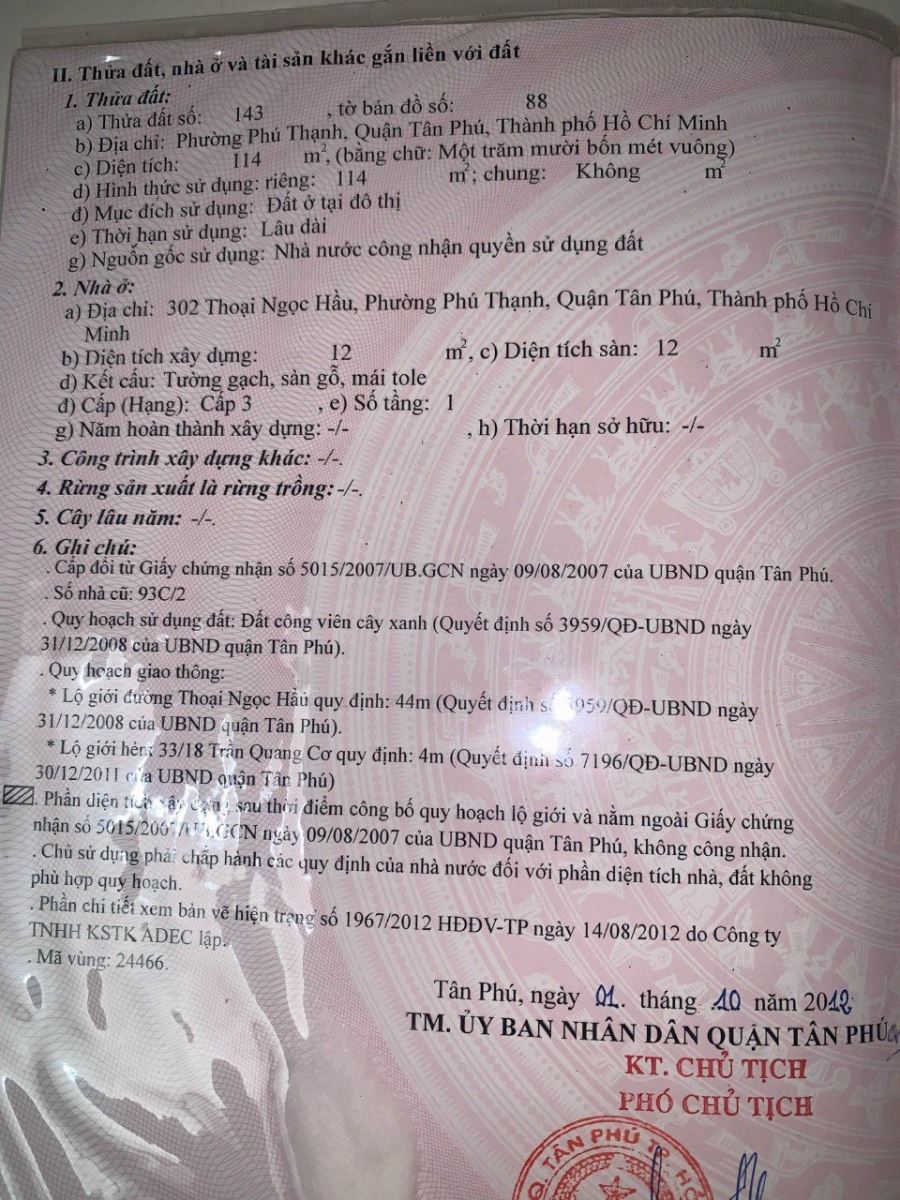 II. Thửa đất, nhà ở và tài sản khác gắn liền với đất
1. Thửa đất:
a) Thửa đất số: 143 , tờ bản đồ số: 88
b) Địa chỉ: Phường Phú Thạnh, Quận Tân Phú, Thành phố Hồ Chí Minh
c) Diện tích: 114 m², (bằng chữ: Một trăm mười bốn mét vuông)
d) Hình thức sử dụng: riêng: 114 m²; chung: Không m²
đ) Mục đích sử dụng: Đất ở tại đô thị
e) Thời hạn sử dụng: Lâu dài
g) Nguồn gốc sử dụng: Nhà nước công nhận quyền sử dụng đất
2. Nhà ở:
a) Địa chỉ: 302 Thoại Ngọc Hầu, Phường Phú Thạnh, Quận Tân Phú, Thành phố Hồ Chí
Minh
b) Diện tích xây dựng: 12 m², c) Diện tích sàn: 12 m²
d) Kết cấu: Tường gạch, sàn gỗ, mái tole
đ) Cấp (Hạng): Cấp 3 , e) Số tầng: 1
g) Năm hoàn thành xây dựng: -/- , h) Thời hạn sở hữu: -/-
3. Công trình xây dựng khác: -/-.
4. Rừng sản xuất là rừng trồng: -/-.
5. Cây lâu năm: -/-.
6. Ghi chú:
. Cấp đổi từ Giấy chứng nhận số 5015/2007/UB.GCN ngày 09/08/2007 của UBND quận Tân Phú.
. Số nhà cũ: 93C/2
. Quy hoạch sử dụng đất: Đất công viên cây xanh (Quyết định số 3959/QĐ-UBND ngày
31/12/2008 của UBND quận Tân Phú).
. Quy hoạch giao thông:
* Lộ giới đường Thoại Ngọc Hầu quy định: 44m (Quyết định số 3959/QĐ-UBND ngày
31/12/2008 của UBND quận Tân Phú).
* Lộ giới hẻm 33/18 Trần Quang Cơ quy định: 4m (Quyết định số 7196/QĐ-UBND ngày
30/12/2011 của UBND quận Tân Phú)
. Phần diện tích xây dựng sau thời điểm công bố quy hoạch lộ giới và nằm ngoài Giấy chứng
nhận số 5015/2007/UB.GCN ngày 09/08/2007 của UBND quận Tân Phú, không công nhận.
. Chủ sử dụng phải chấp hành các quy định của nhà nước đối với phần diện tích nhà, đất không
phù hợp quy hoạch.
. Phần chi tiết xem bản vẽ hiện trạng số 1967/2012 HĐĐV-TP ngày 14/08/2012 do Công ty
TNHH KSTK ADEC lập.
. Mã vùng: 24466.
Tân Phú, ngày 01. tháng .10 năm 2012
TM. ỦY BAN NHÂN DÂN QUẬN TÂN PHÚ
KT. CHỦ TỊCH
PHÓ CHỦ TỊCH
Q. TÂN PHÚ TP. HỒ